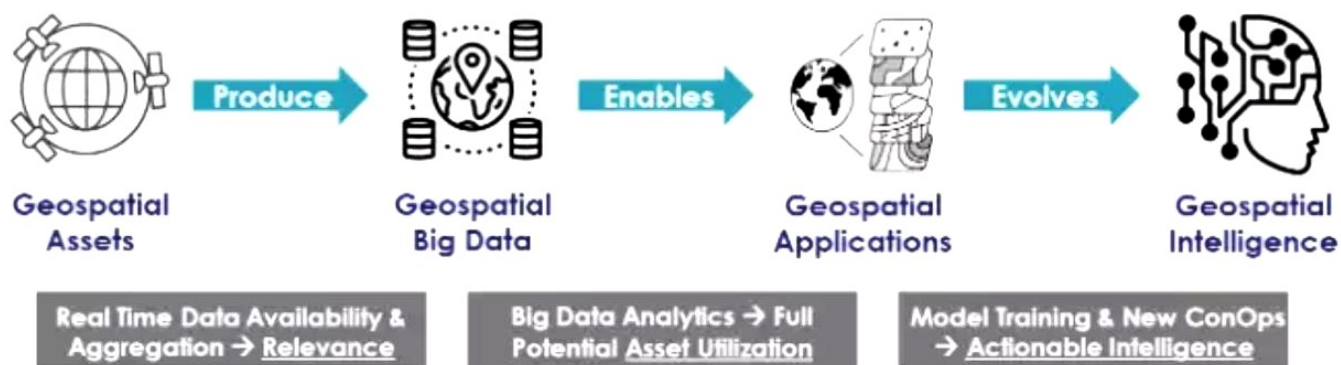 Produce
Enables
Evolves
Geospatial
Assets
Geospatial
Big Data
Geospatial
Applications
Geospatial
Intelligence
Real Time Data Availability &
Aggregation → Relevance
Big Data Analytics → Full
Potential Asset Utilization
Model Training & New ConOps
→ Actionable Intelligence